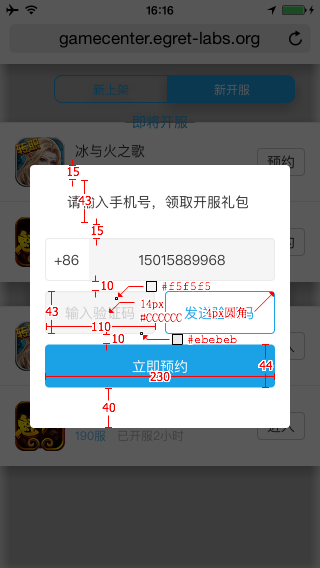 16:16
gamecenter.egret-labs.org
新上架 新开服
即将开服
冰与火之歌
预约
15
43
请输入手机号，领取开服礼包
15
+86 15015889968
10 #f5f5f5
43 输入验证码 14px #CCCCCC 发送验证码 4px 圆角
110
10 #ebebeb
立即预约 44
230
40
进入
190服 已开服2小时